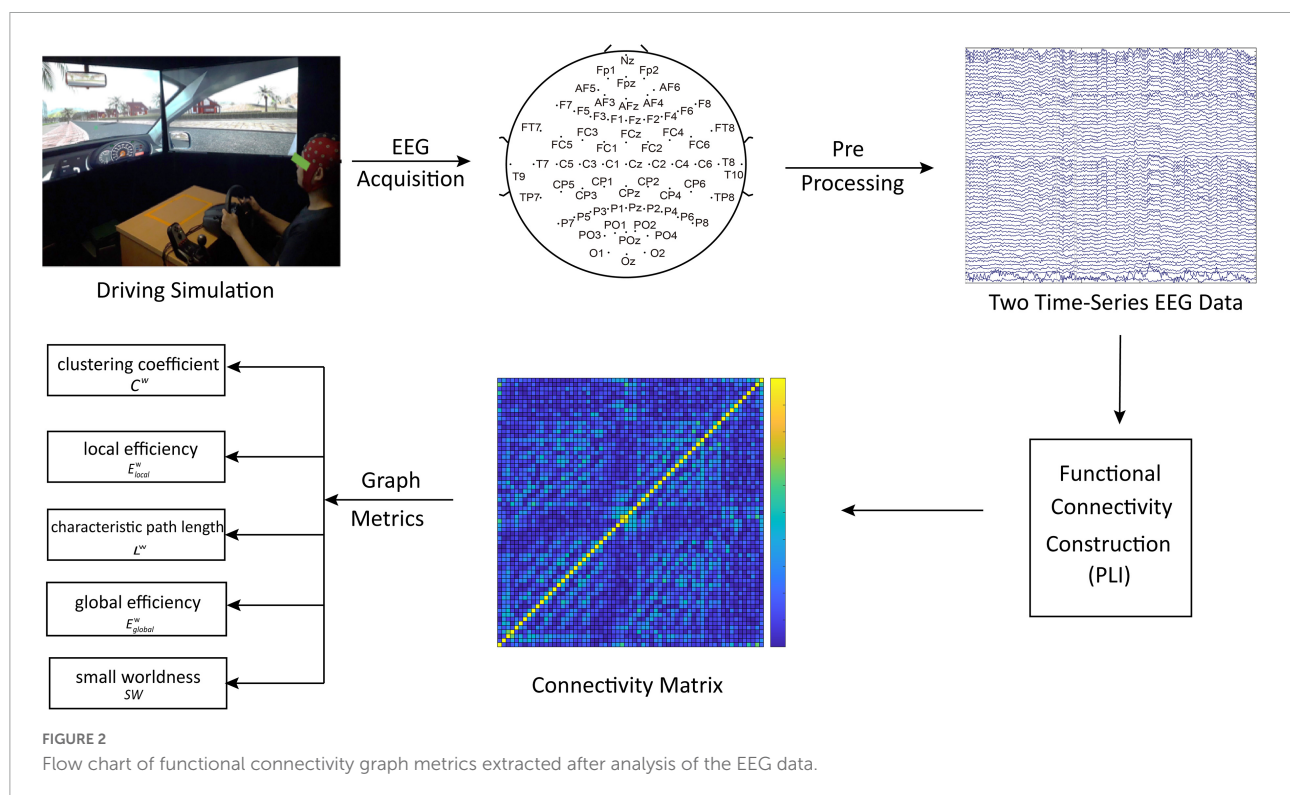 EEG
Acquisition
Pre
Processing
Nz
Fp1 Fp2
Fpz
AF5 AF6
AF3 AFz AF4
F7 F5 F3 F1 Fz F2 F4 F6 F8
FT7 FC5 FC3 FC1 FCz FC2 FC4 FC6 FT8
T9 T7 C5 C3 C1 Cz C2 C4 C6 T8 T10
TP7 CP5 CP3 CP1 CPz CP2 CP4 CP6 TP8
P7 P5 P3 P1 Pz P2 P4 P6 P8
PO3 PO1 POz PO2 PO4
O1 Oz O2
Driving Simulation
Two Time-Series EEG Data
clustering coefficient
C^w
local efficiency
E^w_local
characteristic path length
L^w
global efficiency
E^w_global
small worldness
SW
Graph
Metrics
Connectivity Matrix
Functional
Connectivity
Construction
(PLI)
FIGURE 2
Flow chart of functional connectivity graph metrics extracted after analysis of the EEG data.